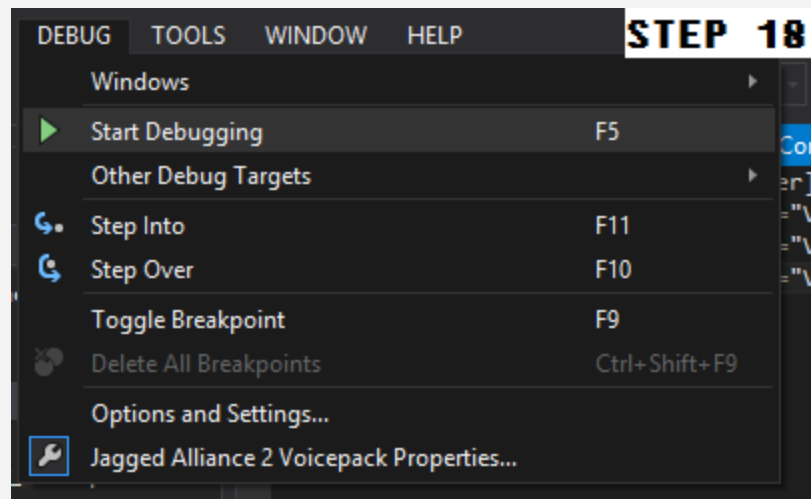 DEBUG TOOLS WINDOW HELP STEP 18
Windows
Start Debugging F5
Other Debug Targets
Step Into F11
Step Over F10
Toggle Breakpoint F9
Delete All Breakpoints Ctrl+Shift+F9
Options and Settings...
Jagged Alliance 2 Voicepack Properties...